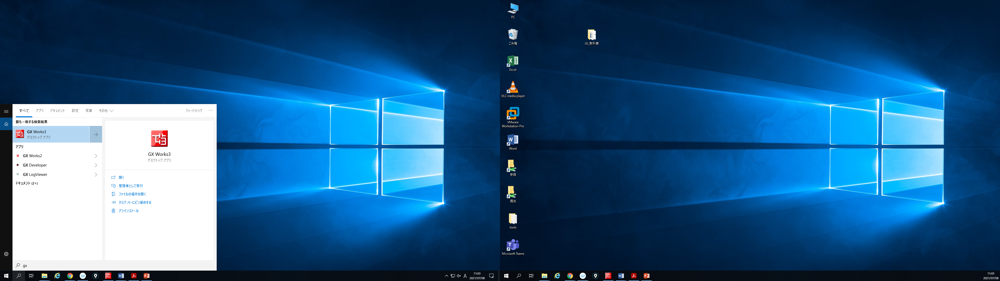 すべて アプリ ドキュメント 設定 写真 その他 フィードバック ...
最も一致する検索結果
GX Works3
デスクトップ アプリ
アプリ
GX Works2
GX Developer
GX LogViewer
ドキュメント (2+)
GX Works3
デスクトップ アプリ
開く
管理者として実行
ファイルの場所を開く
タスク バーにピン留めする
アンインストール
gx
A
11:03
2021/07/08
PC
ごみ箱
Excel
VLC media player
VMware
Workstation Pro
Word
参照
提出
tools
Microsoft Teams
02_教科書
11:03
2021/07/08